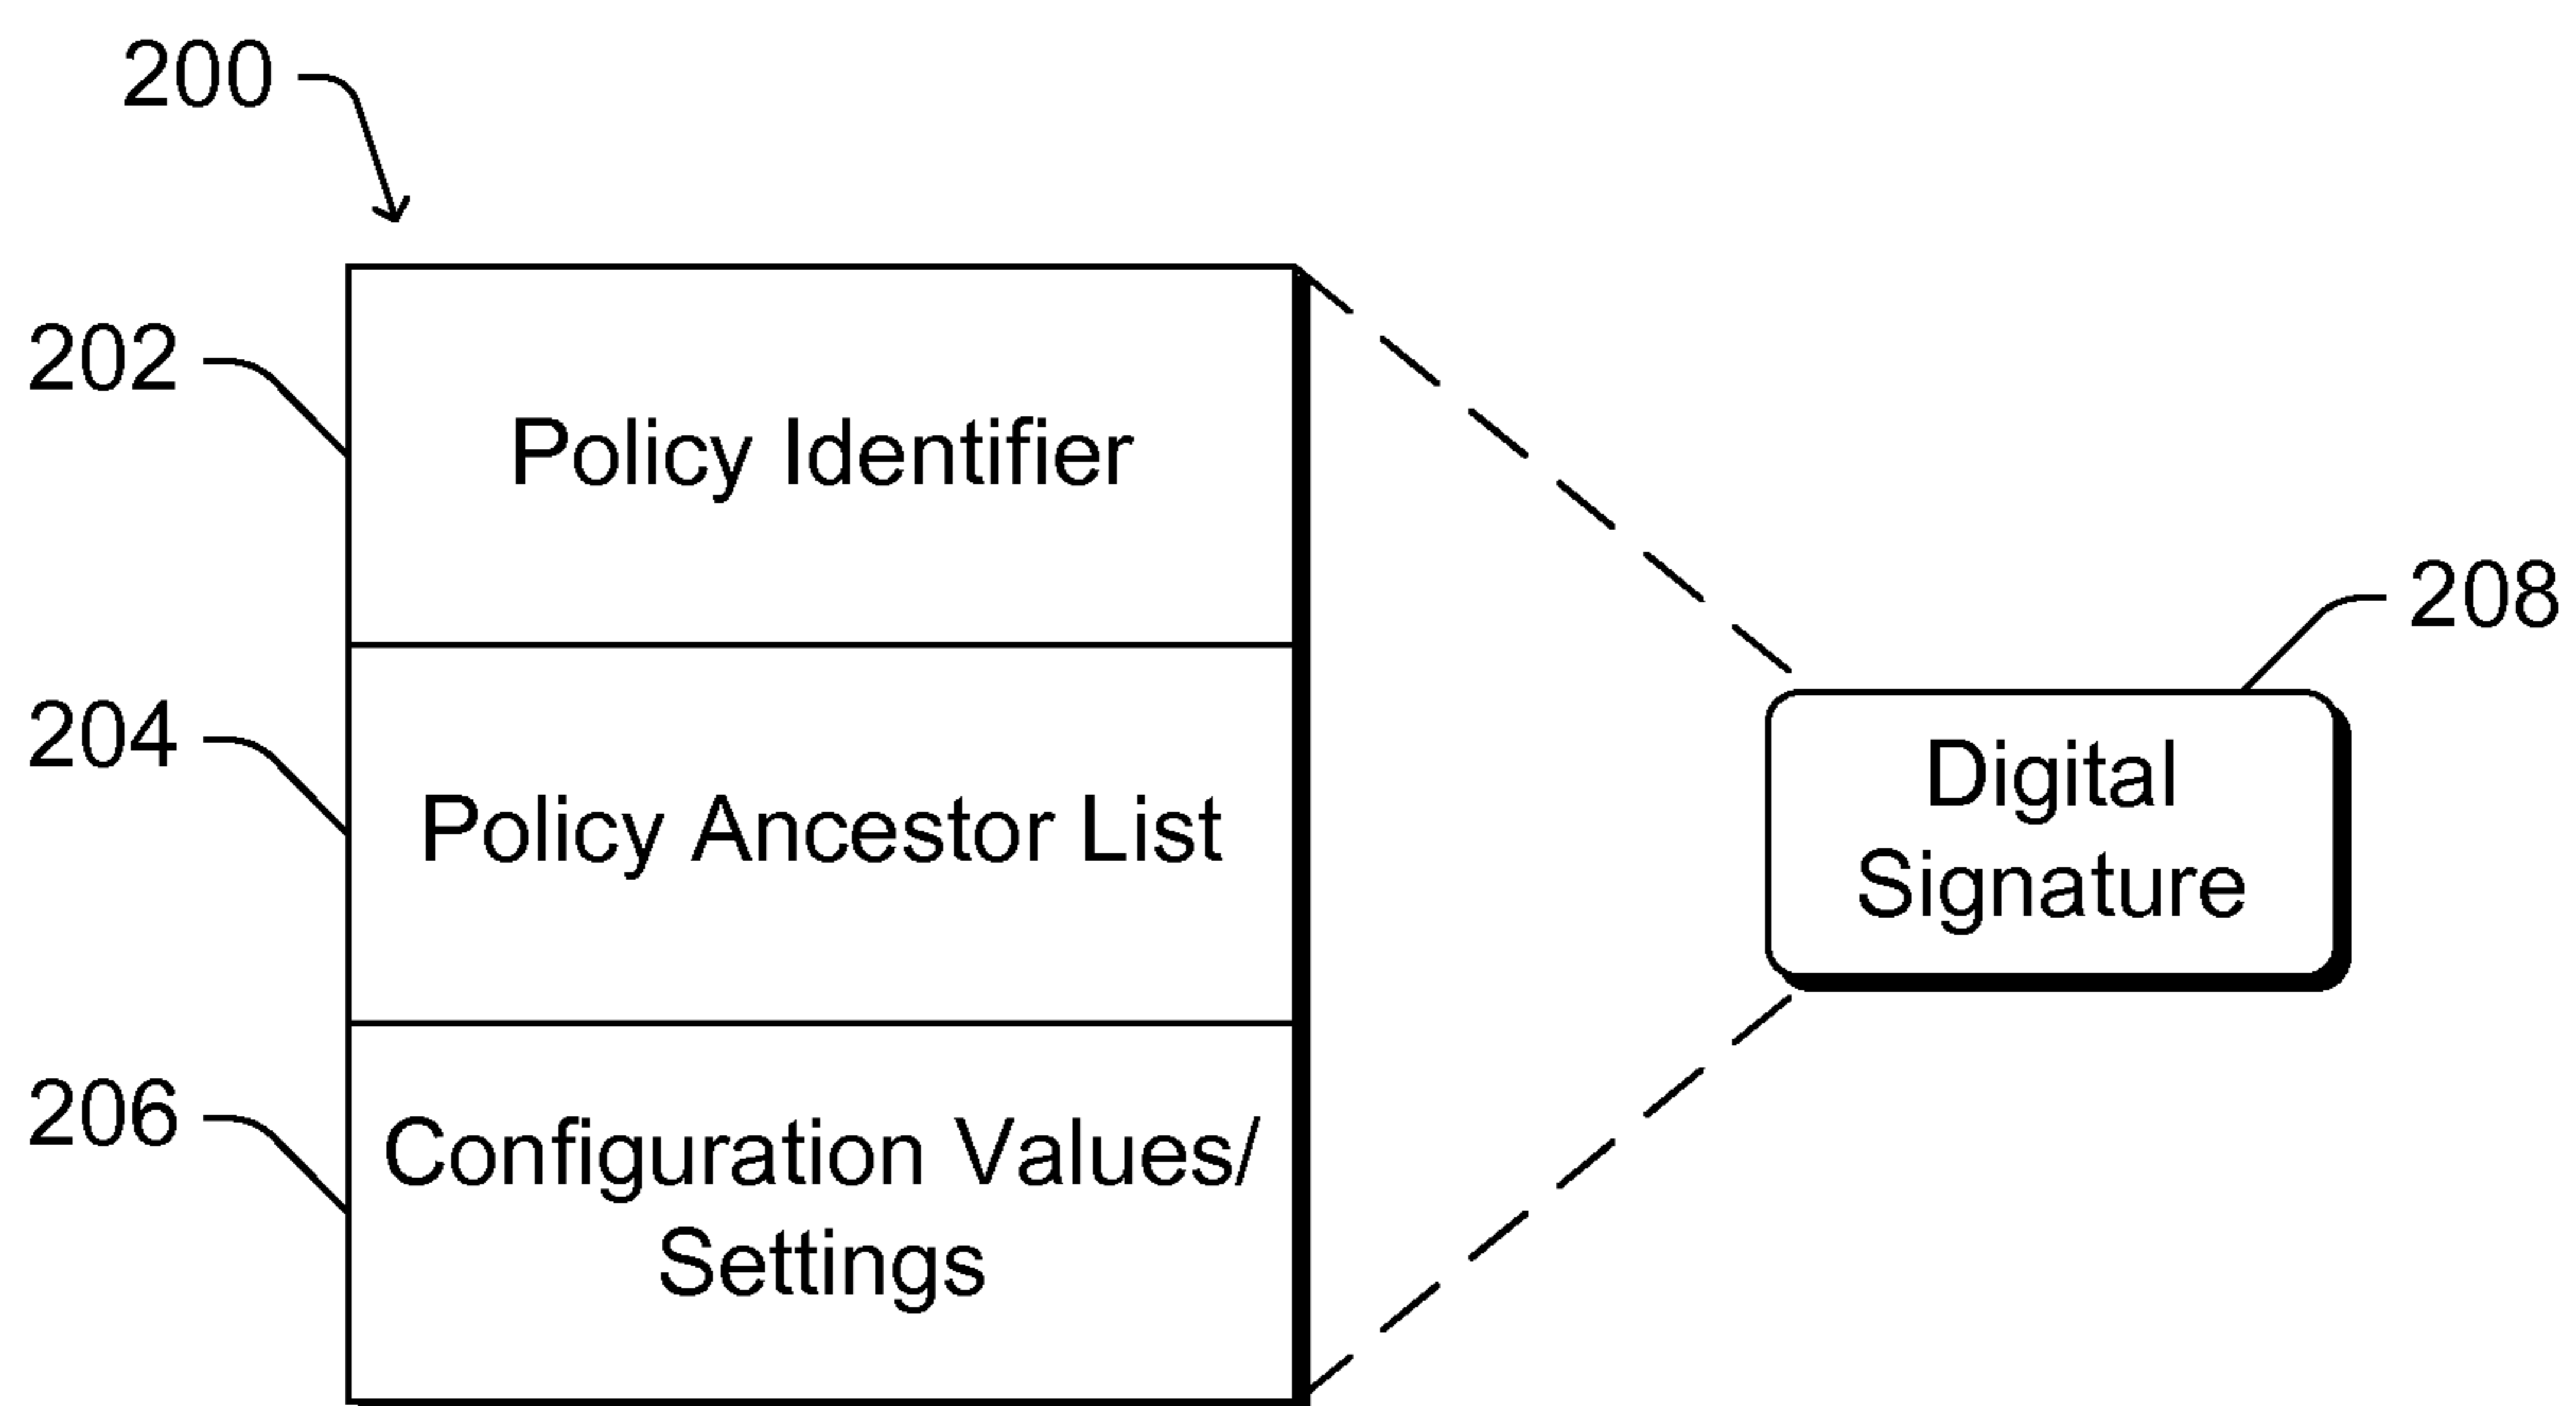 200
202
Policy Identifier
208
204
Policy Ancestor List
Digital
Signature
206
Configuration Values/
Settings